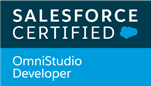 SALESFORCE
CERTIFIED
OmniStudio
Developer